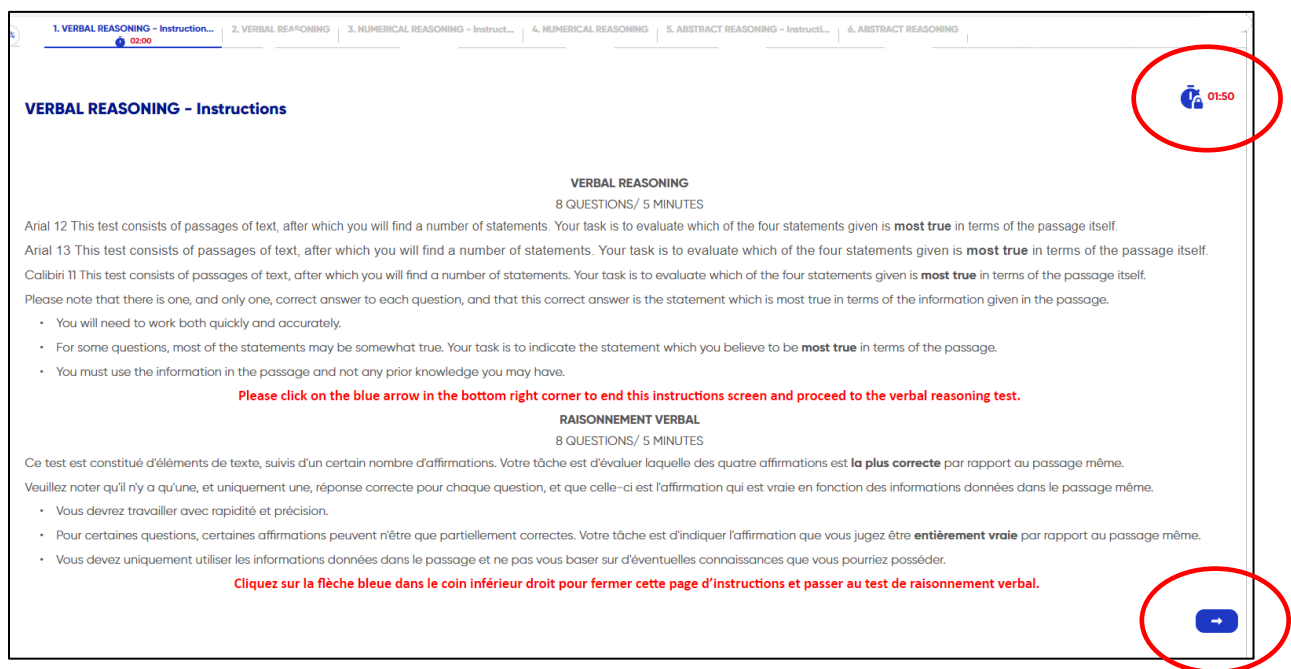 %
1. VERBAL REASONING - Instruction... 2. VERBAL REASONING 3. NUMERICAL REASONING - Instruct... 4. NUMERICAL REASONING 5. ABSTRACT REASONING - Instructi... 6. ABSTRACT REASONING
02:00
01:50
VERBAL REASONING - Instructions
VERBAL REASONING
8 QUESTIONS/ 5 MINUTES
Arial 12 This test consists of passages of text, after which you will find a number of statements. Your task is to evaluate which of the four statements given is most true in terms of the passage itself.
Arial 13 This test consists of passages of text, after which you will find a number of statements. Your task is to evaluate which of the four statements given is most true in terms of the passage itself.
Calibiri 11 This test consists of passages of text, after which you will find a number of statements. Your task is to evaluate which of the four statements given is most true in terms of the passage itself.
Please note that there is one, and only one, correct answer to each question, and that this correct answer is the statement which is most true in terms of the information given in the passage.
• You will need to work both quickly and accurately.
• For some questions, most of the statements may be somewhat true. Your task is to indicate the statement which you believe to be most true in terms of the passage.
• You must use the information in the passage and not any prior knowledge you may have.
Please click on the blue arrow in the bottom right corner to end this instructions screen and proceed to the verbal reasoning test.
RAISONNEMENT VERBAL
8 QUESTIONS/ 5 MINUTES
Ce test est constitué d'éléments de texte, suivis d'un certain nombre d'affirmations. Votre tâche est d'évaluer laquelle des quatre affirmations est la plus correcte par rapport au passage même.
Veuillez noter qu'il n'y a qu'une, et uniquement une, réponse correcte pour chaque question, et que celle-ci est l'affirmation qui est vraie en fonction des informations données dans le passage même.
• Vous devrez travailler avec rapidité et précision.
• Pour certaines questions, certaines affirmations peuvent n'être que partiellement correctes. Votre tâche est d'indiquer l'affirmation que vous jugez être entièrement vraie par rapport au passage même.
• Vous devez uniquement utiliser les informations données dans le passage et ne pas vous baser sur d'éventuelles connaissances que vous pourriez posséder.
Cliquez sur la flèche bleue dans le coin inférieur droit pour fermer cette page d'instructions et passer au test de raisonnement verbal.